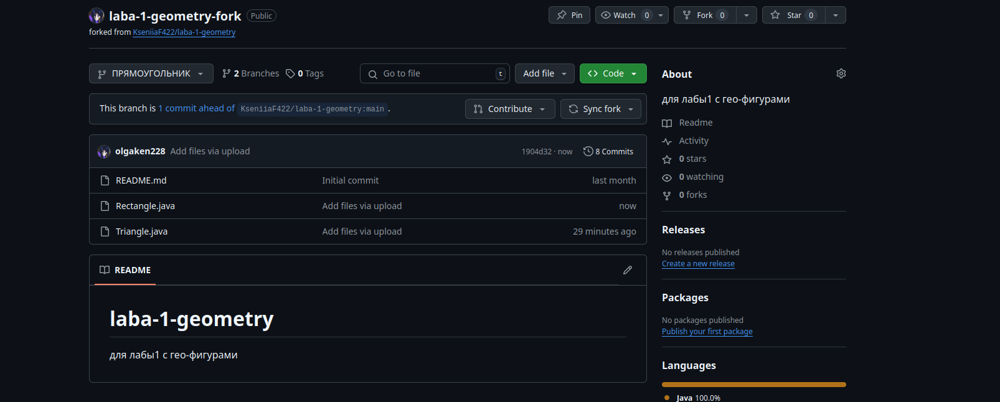 laba-1-geometry-fork Public
Pin Watch 0 Fork 0 Star 0
forked from KseniiaF422/laba-1-geometry
ПРЯМОУГОЛЬНИК 2 Branches 0 Tags Go to file t Add file Code
This branch is 1 commit ahead of KseniiaF422/laba-1-geometry:main .
Contribute Sync fork
olgaken228 Add files via upload 1904d32 · now 8 Commits
README.md Initial commit last month
Rectangle.java Add files via upload now
Triangle.java Add files via upload 29 minutes ago
README
laba-1-geometry
для лабы1 с гео-фигурами
About
для лабы1 с гео-фигурами
Readme
Activity
0 stars
0 watching
0 forks
Releases
No releases published
Create a new release
Packages
No packages published
Publish your first package
Languages
Java 100.0%